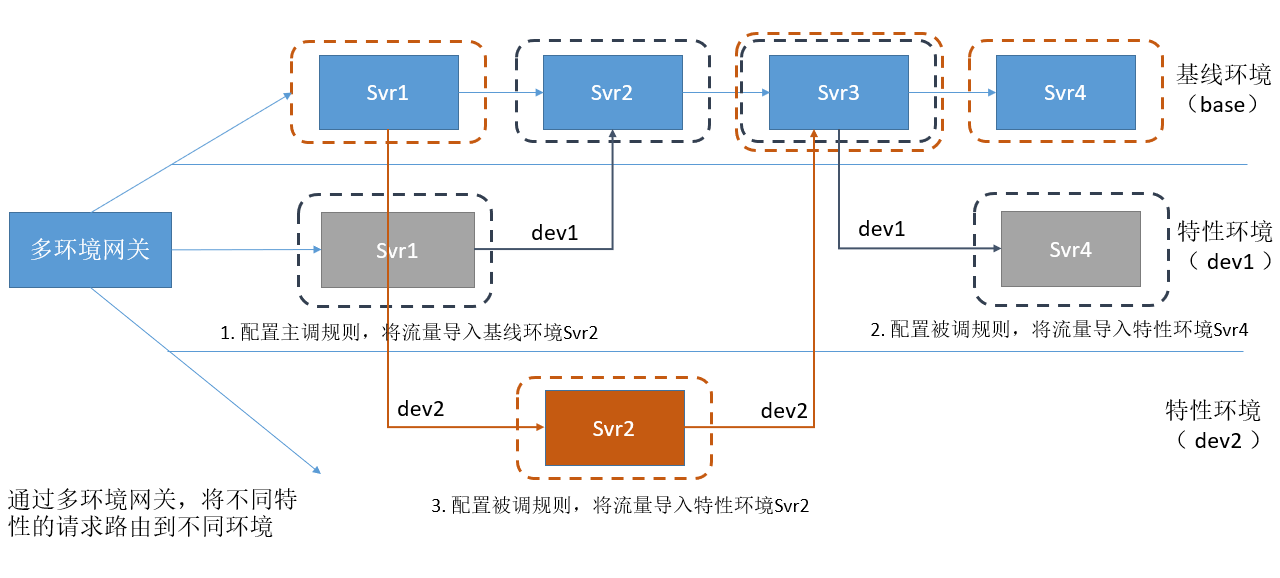 Svr1
Svr2
Svr3
Svr4
基线环境
（base）
多环境网关
Svr1
dev1
dev1
Svr4
特性环境
（ dev1 ）
1. 配置主调规则，将流量导入基线环境Svr2
2. 配置被调规则，将流量导入特性环境Svr4
dev2
Svr2
dev2
特性环境
（ dev2 ）
通过多环境网关，将不同特
性的请求路由到不同环境
3. 配置被调规则，将流量导入特性环境Svr2